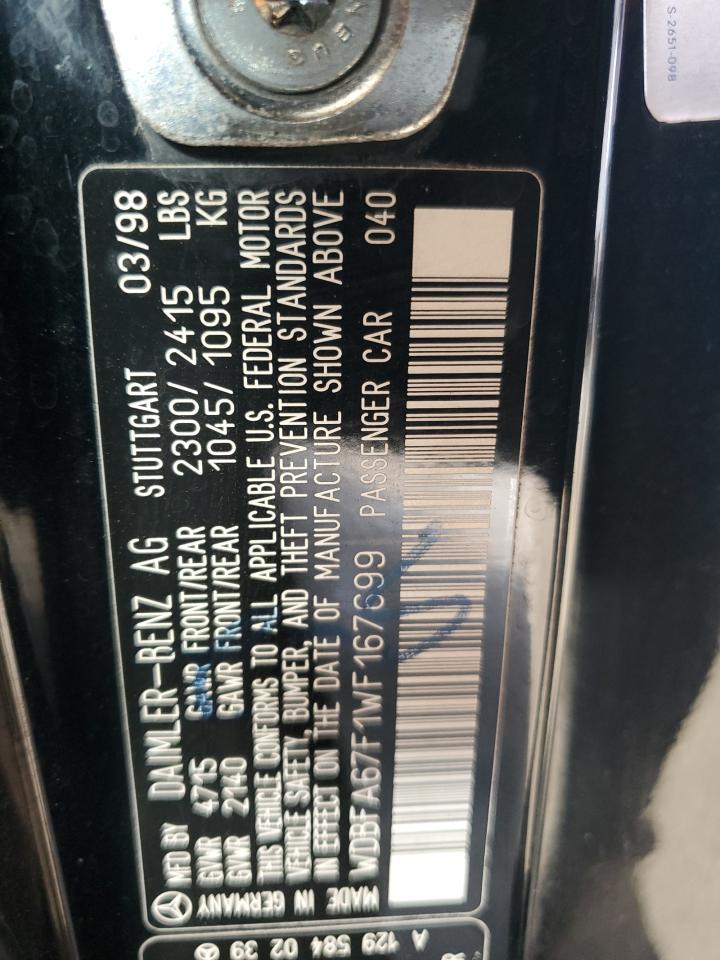 MFD BY DAIMLER-BENZ AG STUTTGART 03/98
GVWR 4715 GAWR FRONT/REAR 2300/ 2415 LBS
GVWR 2140 GAWR FRONT/REAR 1045/ 1095 KG
THIS VEHICLE CONFORMS TO ALL APPLICABLE U.S. FEDERAL MOTOR
VEHICLE SAFETY, BUMPER, AND THEFT PREVENTION STANDARDS
IN EFFECT ON THE DATE OF MANUFACTURE SHOWN ABOVE
MADE IN GERMANY
WDBFA67F1WF167699 PASSENGER CAR 040
A 129 584 02 39
S 2651-098